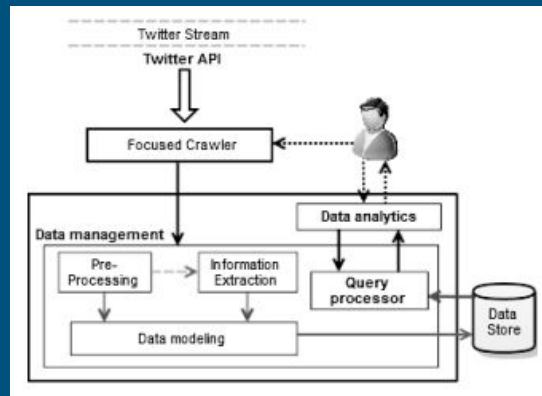 Twitter Stream
Twitter API
Focused Crawler
Data analytics
Data management
Pre-
Processing
Information
Extraction
Query
processor
Data modeling
Data
Store